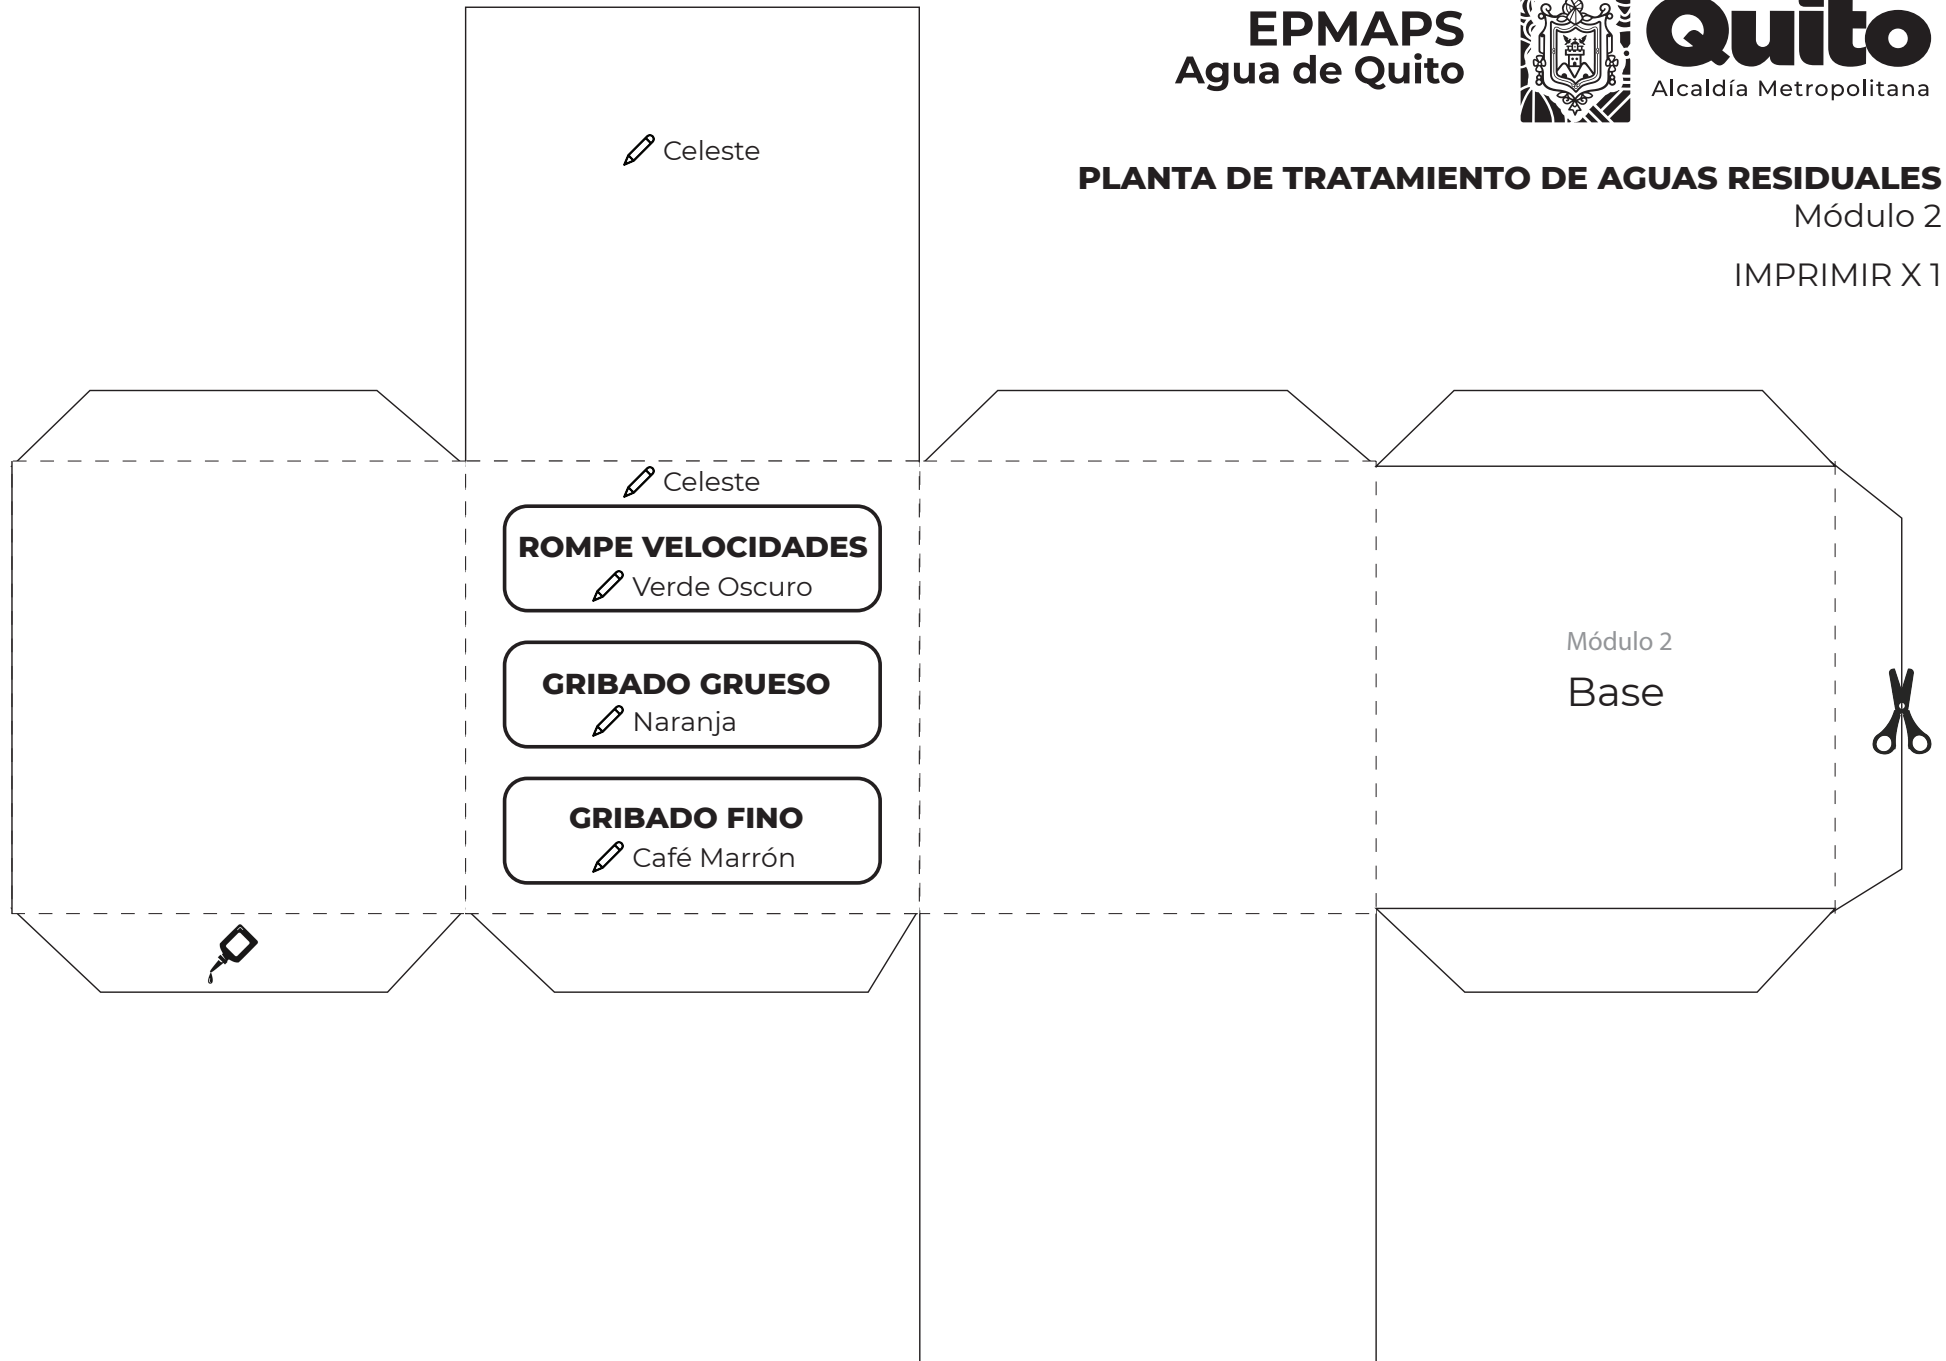 EPMAPS
Agua de Quito
Quito
Alcaldía Metropolitana
PLANTA DE TRATAMIENTO DE AGUAS RESIDUALES
Módulo 2
IMPRIMIR X 1
Celeste
Celeste
ROMPE VELOCIDADES
Verde Oscuro
GRIBADO GRUESO
Naranja
GRIBADO FINO
Café Marrón
Módulo 2
Base